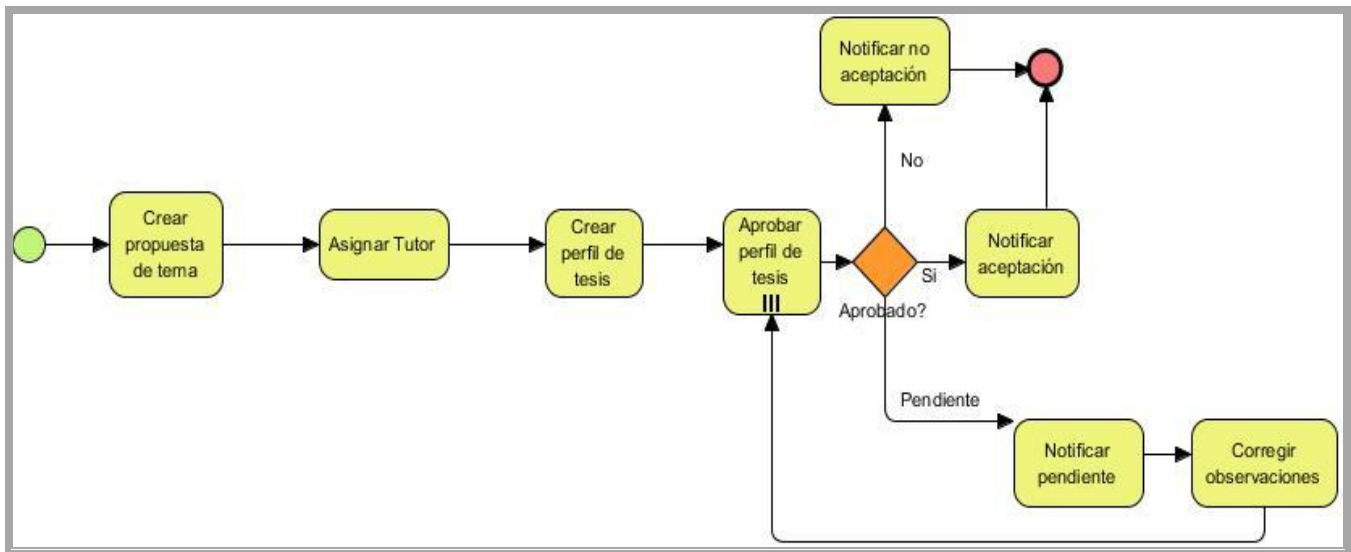 Notificar no
aceptación
No
Crear
propuesta
de tema
Asignar Tutor
Crear
perfil de
tesis
Aprobar
perfil de
tesis
Si
Notificar
aceptación
Aprobado?
Pendiente
Notificar
pendiente
Corregir
observaciones